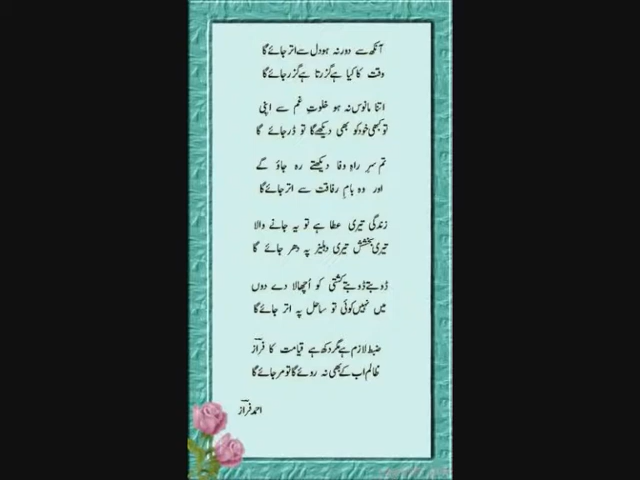 آنکھ سے دور نہ ہو دل سے اتر جائے گا
وقت کا کیا ہے گزرتا ہے گزر جائے گا
اتنا مانوس نہ ہو خلوتِ غم سے اپنی
تو کبھی خود کو بھی دیکھے گا تو ڈر جائے گا
تم سرِ راہِ وفا دیکھتے رہ جاؤ گے
اور وہ بامِ رفاقت سے اتر جائے گا
زندگی تیری عطا ہے تو یہ جانے والا
تیری بخشش تیری دہلیز پہ دھر جائے گا
ڈوبتے ڈوبتے کشتی کو اُچھالا دے دوں
میں نہیں کوئی تو ساحل پہ اتر جائے گا
ضبط لازم ہے مگر دکھ ہے قیامت کا فرازؔ
ظالم اب کے بھی نہ روئے گا تو مر جائے گا
احمد فرازؔ